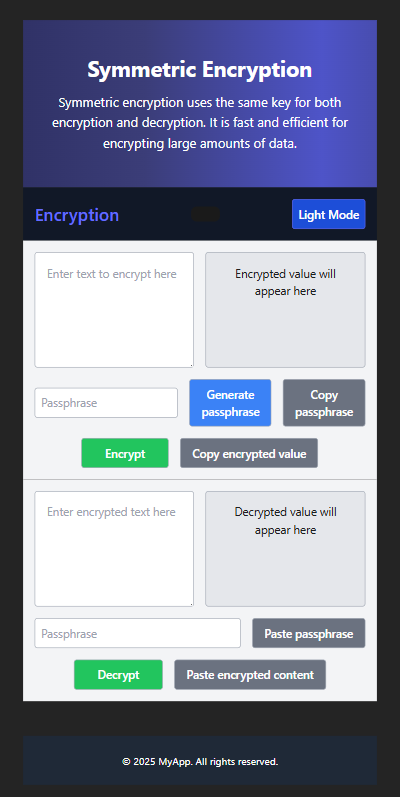 Symmetric Encryption
Symmetric encryption uses the same key for both
encryption and decryption. It is fast and efficient for
encrypting large amounts of data.
Encryption
Light Mode
Enter text to encrypt here
Encrypted value will
appear here
Passphrase
Generate
passphrase
Copy
passphrase
Encrypt
Copy encrypted value
Enter encrypted text here
Decrypted value will
appear here
Passphrase
Paste passphrase
Decrypt
Paste encrypted content
© 2025 MyApp. All rights reserved.